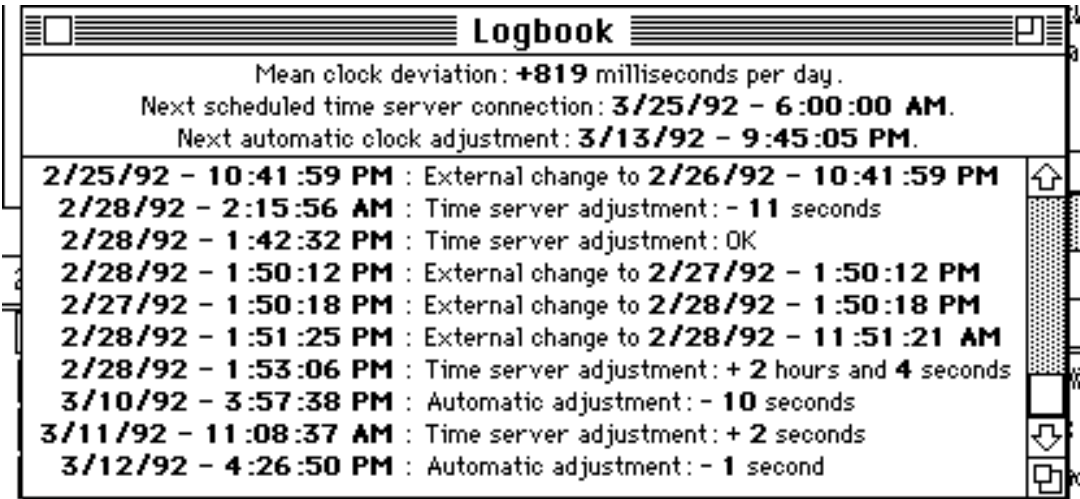 Logbook
Mean clock deviation: +819 milliseconds per day.
Next scheduled time server connection: 3/25/92 - 6:00:00 AM.
Next automatic clock adjustment: 3/13/92 - 9:45:05 PM.
2/25/92 - 10:41:59 PM : External change to 2/26/92 - 10:41:59 PM
2/28/92 - 2:15:56 AM : Time server adjustment: - 11 seconds
2/28/92 - 1:42:32 PM : Time server adjustment: OK
2/28/92 - 1:50:12 PM : External change to 2/27/92 - 1:50:12 PM
2/27/92 - 1:50:18 PM : External change to 2/28/92 - 1:50:18 PM
2/28/92 - 1:51:25 PM : External change to 2/28/92 - 11:51:21 AM
2/28/92 - 1:53:06 PM : Time server adjustment: + 2 hours and 4 seconds
3/10/92 - 3:57:38 PM : Automatic adjustment: - 10 seconds
3/11/92 - 11:08:37 AM : Time server adjustment: + 2 seconds
3/12/92 - 4:26:50 PM : Automatic adjustment: - 1 second